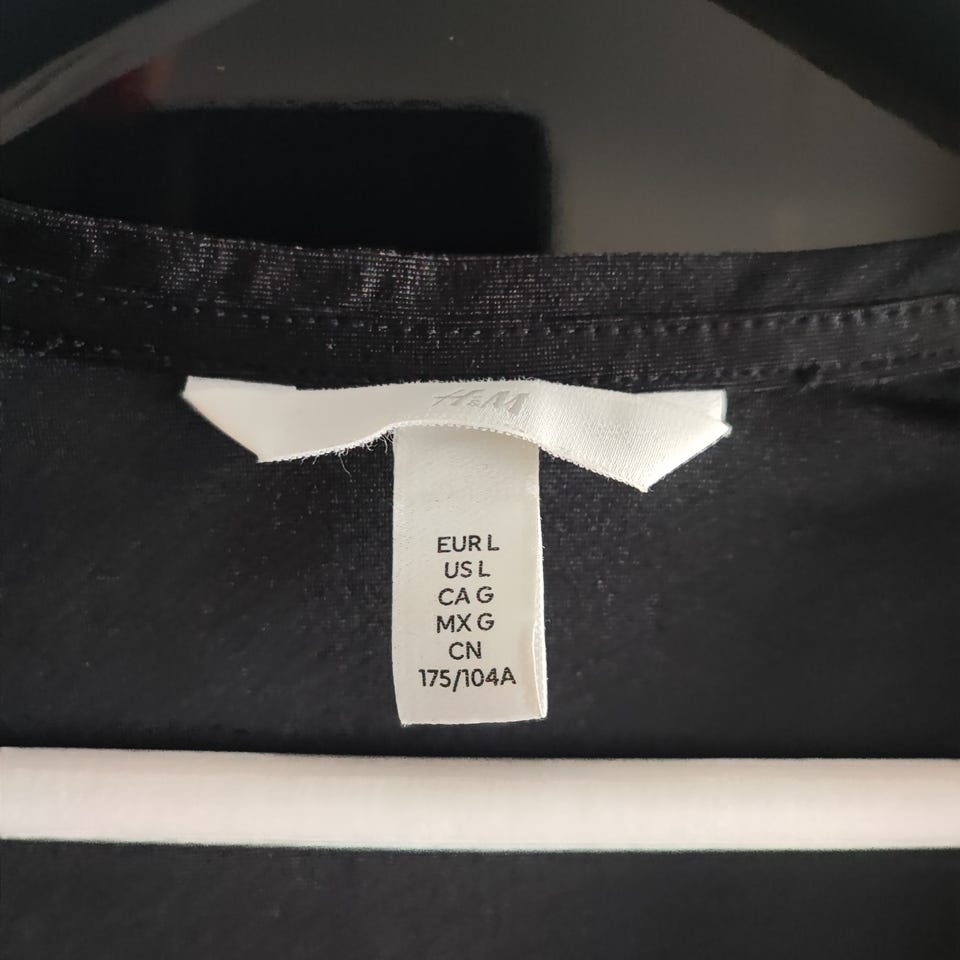 H&M
EUR L
US L
CA G
MX G
CN
175/104A